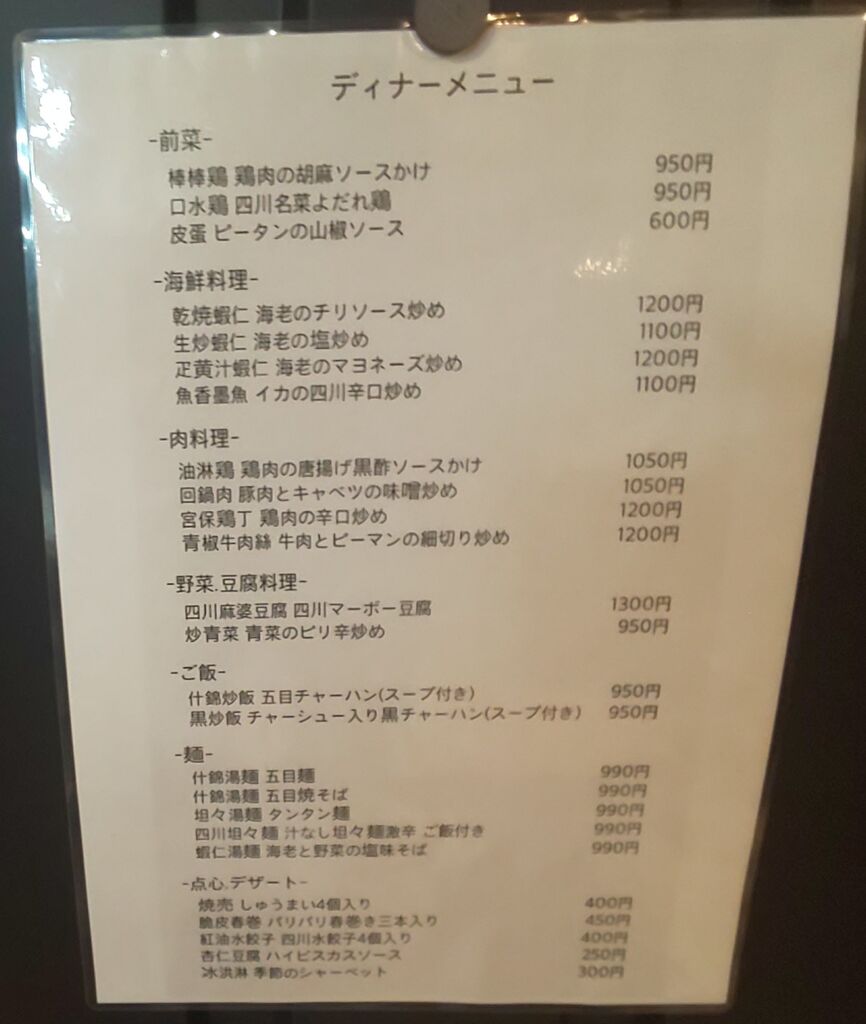 ディナーメニュー
-前菜-
棒棒鶏 鶏肉の胡麻ソースかけ 950円
口水鶏 四川名菜よだれ鶏 950円
皮蛋 ピータンの山椒ソース 600円
-海鮮料理-
乾焼蝦仁 海老のチリソース炒め 1200円
生炒蝦仁 海老の塩炒め 1100円
疋黄汁蝦仁 海老のマヨネーズ炒め 1200円
魚香墨魚 イカの四川辛口炒め 1100円
-肉料理-
油淋鶏 鶏肉の唐揚げ黒酢ソースかけ 1050円
回鍋肉 豚肉とキャベツの味噌炒め 1050円
宮保鶏丁 鶏肉の辛口炒め 1200円
青椒牛肉絲 牛肉とピーマンの細切り炒め 1200円
-野菜.豆腐料理-
四川麻婆豆腐 四川マーボー豆腐 1300円
炒青菜 青菜のピリ辛炒め 950円
-ご飯-
什錦炒飯 五目チャーハン(スープ付き) 950円
黒炒飯 チャーシュー入り黒チャーハン(スープ付き) 950円
-麺-
什錦湯麺 五目麺 990円
什錦湯麺 五目焼そば 990円
坦々湯麺 タンタン麺 990円
四川坦々麺 汁なし坦々麺激辛 ご飯付き 990円
蝦仁湯麺 海老と野菜の塩味そば 990円
-点心.デザート-
焼売 しゅうまい4個入り 400円
脆皮春巻 パリパリ春巻き三本入り 450円
紅油水餃子 四川水餃子4個入り 400円
杏仁豆腐 ハイビスカスソース 250円
冰淇淋 季節のシャーベット 300円